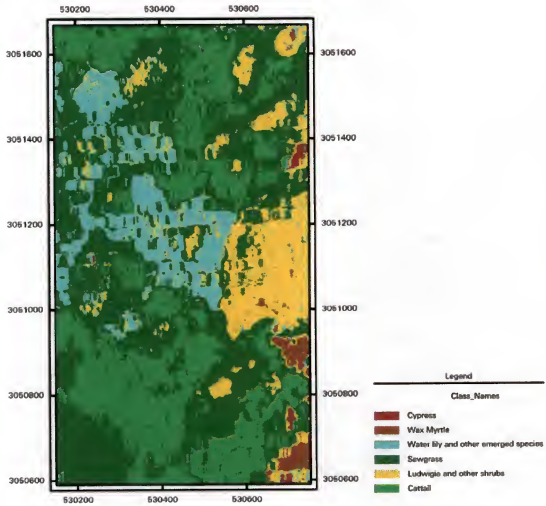 530200 530400 530600
3051600 3051600
3051400 3051400
3051200 3051200
3051000 3051000
3050800 3050800
3050600 3050600
530200 530400 530600
Legend
Class_Names
Cypress
Wax Myrtle
Water lily and other emerged species
Sawgrass
Ludwigia and other shrubs
Cattail